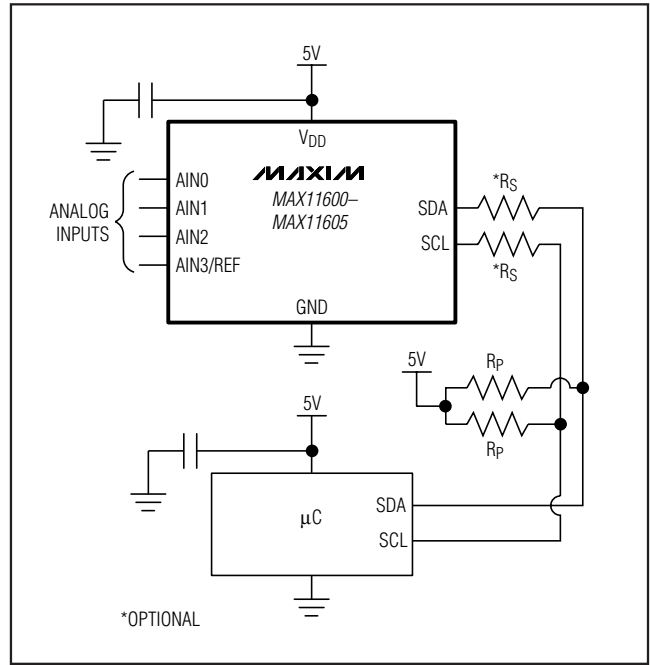 5V
VDD
MAXIM
MAX11600–
MAX11605
ANALOG
INPUTS
AIN0
AIN1
AIN2
AIN3/REF
GND
SDA
SCL
*RS
*RS
5V
RP
RP
5V
μC
SDA
SCL
*OPTIONAL